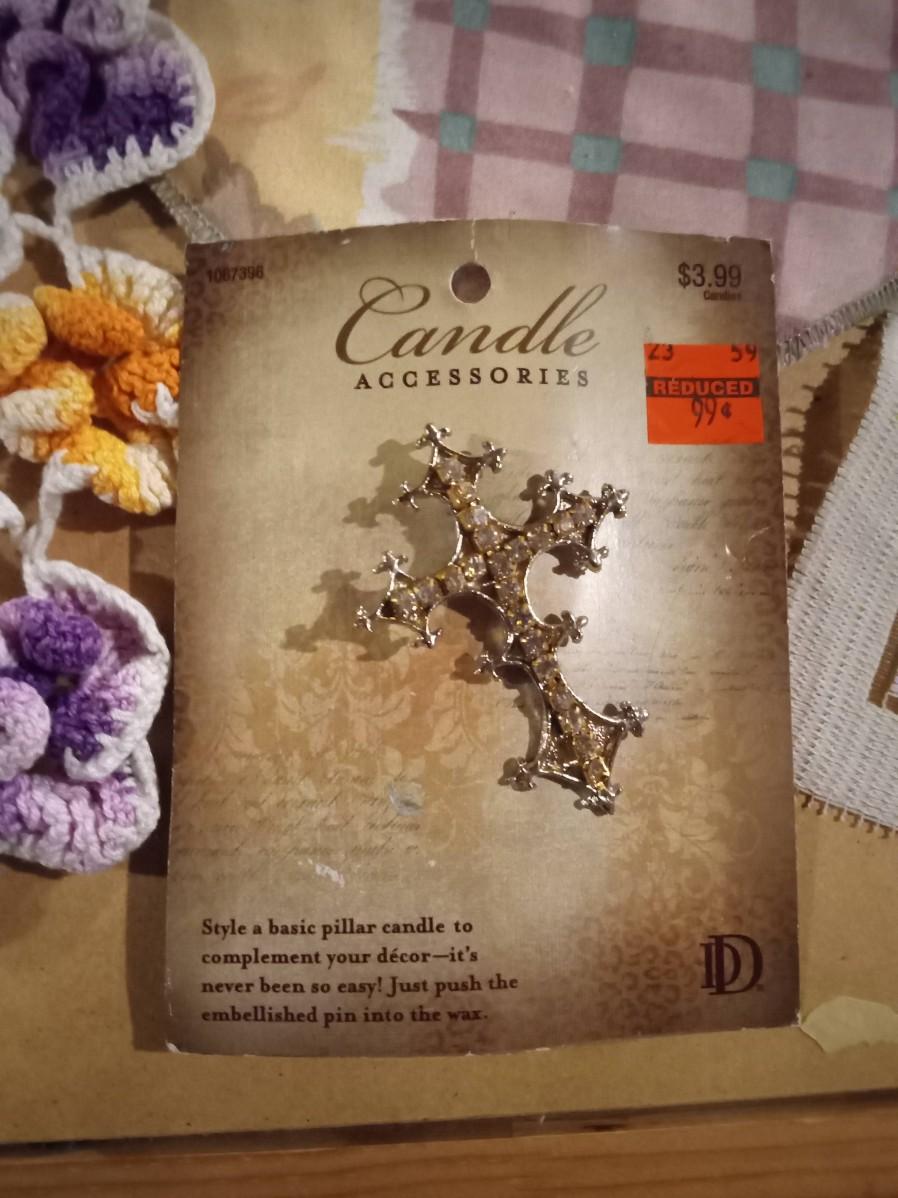 1087398
$3.99
Candles
Candle
ACCESSORIES
23 59
REDUCED
99¢
Style a basic pillar candle to
complement your décor—it's
never been so easy! Just push the
embellished pin into the wax.
DD